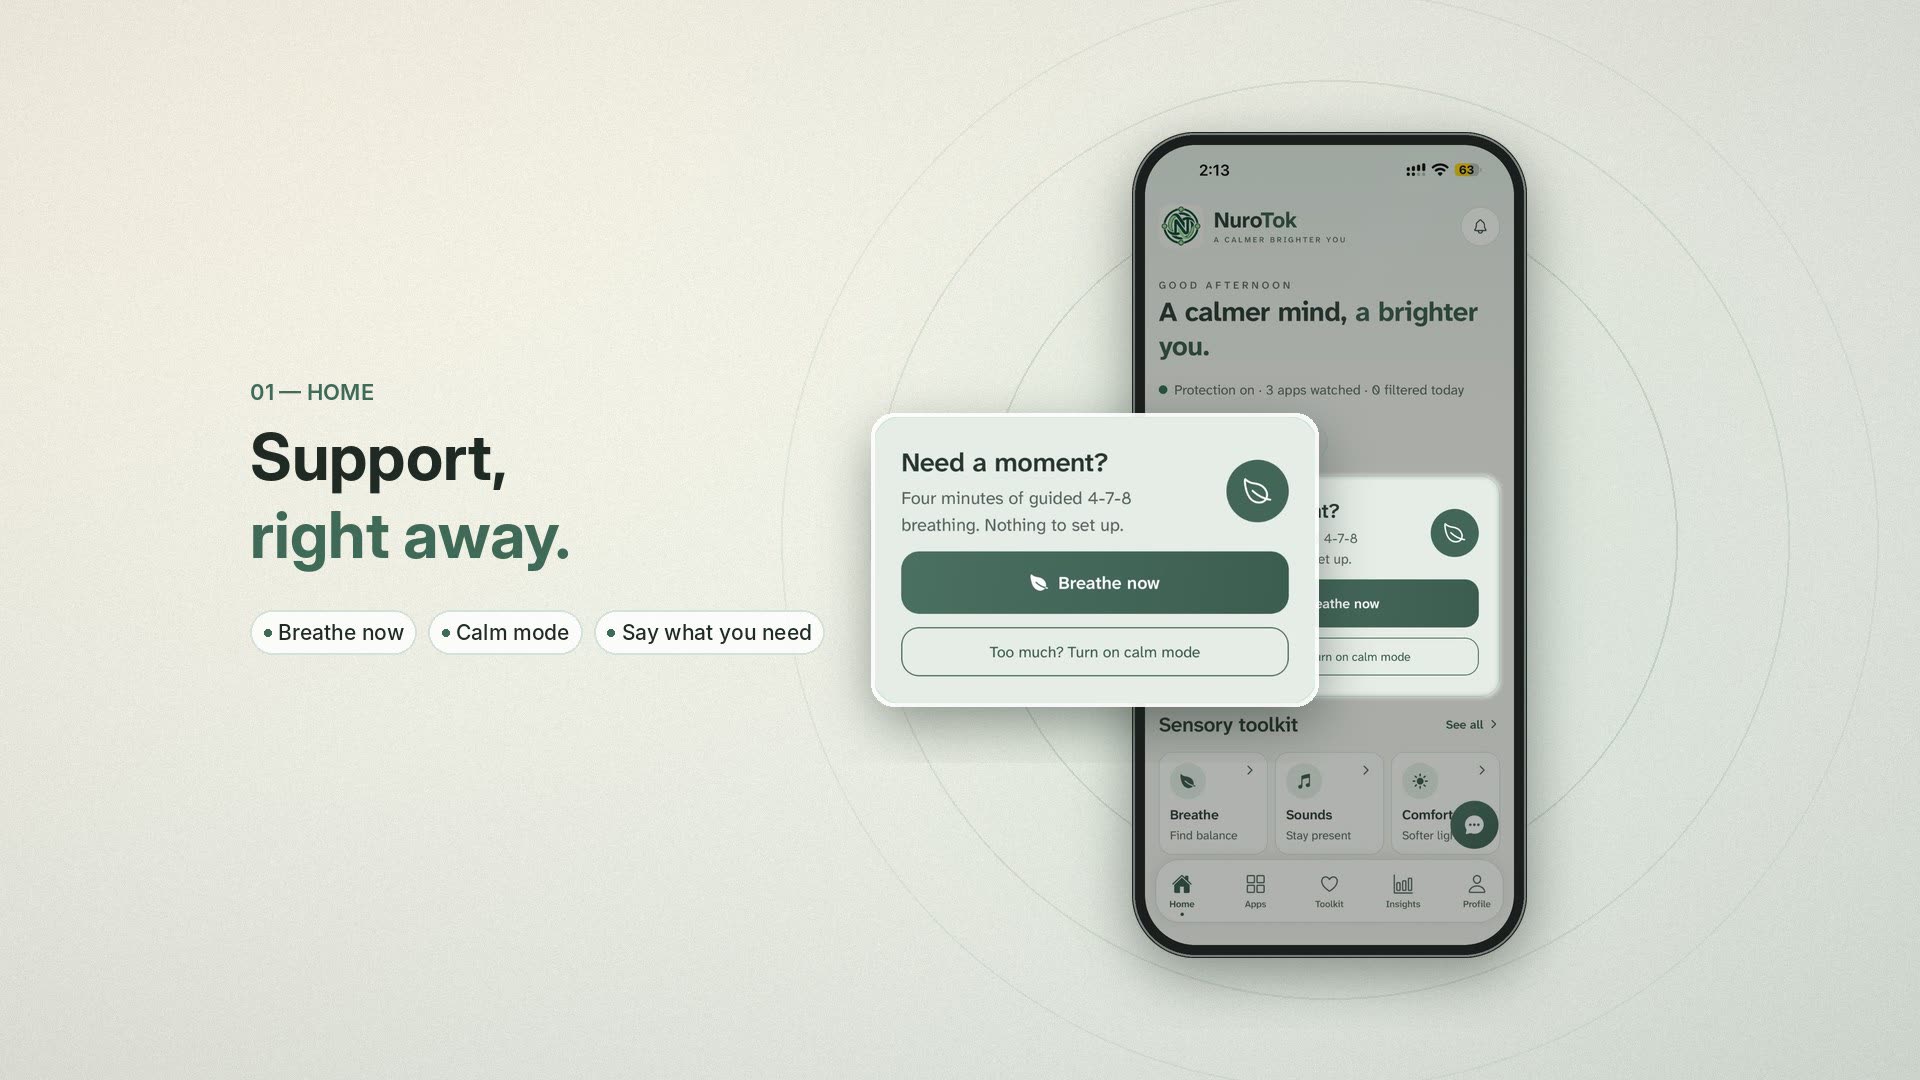 01 — HOME
Support,
right away.
Breathe now
Calm mode
Say what you need
2:13
63
NuroTok
A CALMER BRIGHTER YOU
GOOD AFTERNOON
A calmer mind, a brighter
you.
Protection on · 3 apps watched · 0 filtered today
Need a moment?
Four minutes of guided 4-7-8
breathing. Nothing to set up.
Breathe now
Too much? Turn on calm mode
4-7-8
up.
now
on calm mode
Sensory toolkit
See all
Breathe
Find balance
Sounds
Stay present
Comfort
Softer
Home
Apps
Toolkit
Insights
Profile